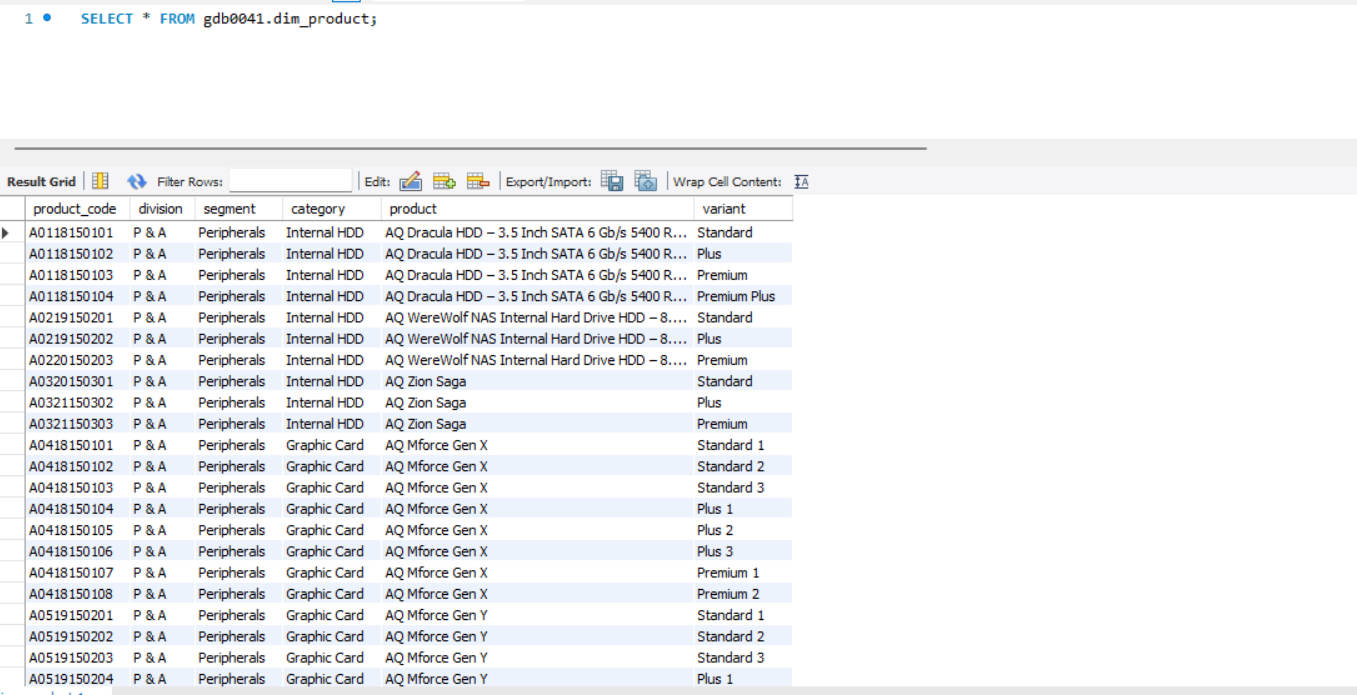 1 SELECT * FROM gdb0041.dim_product;
Result Grid Filter Rows: Edit: Export/Import: Wrap Cell Content:
product_code division segment category product variant
A0118150101 P & A Peripherals Internal HDD AQ Dracula HDD – 3.5 Inch SATA 6 Gb/s 5400 R... Standard
A0118150102 P & A Peripherals Internal HDD AQ Dracula HDD – 3.5 Inch SATA 6 Gb/s 5400 R... Plus
A0118150103 P & A Peripherals Internal HDD AQ Dracula HDD – 3.5 Inch SATA 6 Gb/s 5400 R... Premium
A0118150104 P & A Peripherals Internal HDD AQ Dracula HDD – 3.5 Inch SATA 6 Gb/s 5400 R... Premium Plus
A0219150201 P & A Peripherals Internal HDD AQ WereWolf NAS Internal Hard Drive HDD – 8.... Standard
A0219150202 P & A Peripherals Internal HDD AQ WereWolf NAS Internal Hard Drive HDD – 8.... Plus
A0220150203 P & A Peripherals Internal HDD AQ WereWolf NAS Internal Hard Drive HDD – 8.... Premium
A0320150301 P & A Peripherals Internal HDD AQ Zion Saga Standard
A0321150302 P & A Peripherals Internal HDD AQ Zion Saga Plus
A0321150303 P & A Peripherals Internal HDD AQ Zion Saga Premium
A0418150101 P & A Peripherals Graphic Card AQ Mforce Gen X Standard 1
A0418150102 P & A Peripherals Graphic Card AQ Mforce Gen X Standard 2
A0418150103 P & A Peripherals Graphic Card AQ Mforce Gen X Standard 3
A0418150104 P & A Peripherals Graphic Card AQ Mforce Gen X Plus 1
A0418150105 P & A Peripherals Graphic Card AQ Mforce Gen X Plus 2
A0418150106 P & A Peripherals Graphic Card AQ Mforce Gen X Plus 3
A0418150107 P & A Peripherals Graphic Card AQ Mforce Gen X Premium 1
A0418150108 P & A Peripherals Graphic Card AQ Mforce Gen X Premium 2
A0519150201 P & A Peripherals Graphic Card AQ Mforce Gen Y Standard 1
A0519150202 P & A Peripherals Graphic Card AQ Mforce Gen Y Standard 2
A0519150203 P & A Peripherals Graphic Card AQ Mforce Gen Y Standard 3
A0519150204 P & A Peripherals Graphic Card AQ Mforce Gen Y Plus 1